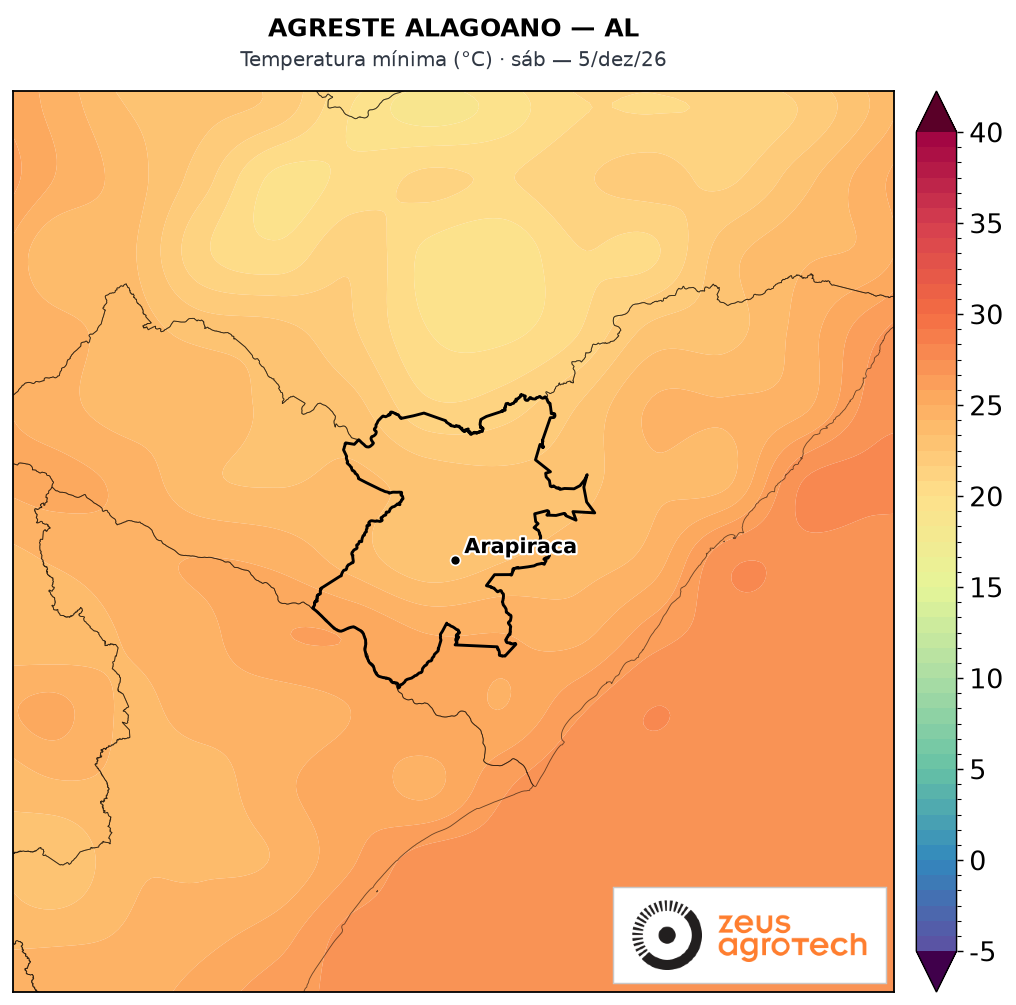 AGRESTE ALAGOANO — AL
Temperatura mínima (°C) · sáb — 5/dez/26
40
35
30
25
20
15
10
5
0
-5
Arapiraca
zeus
agrotech